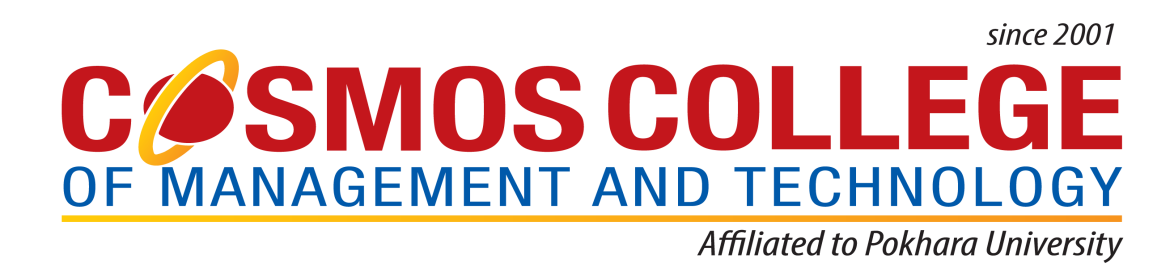 since 2001
COSMOS COLLEGE
OF MANAGEMENT AND TECHNOLOGY
Affiliated to Pokhara University